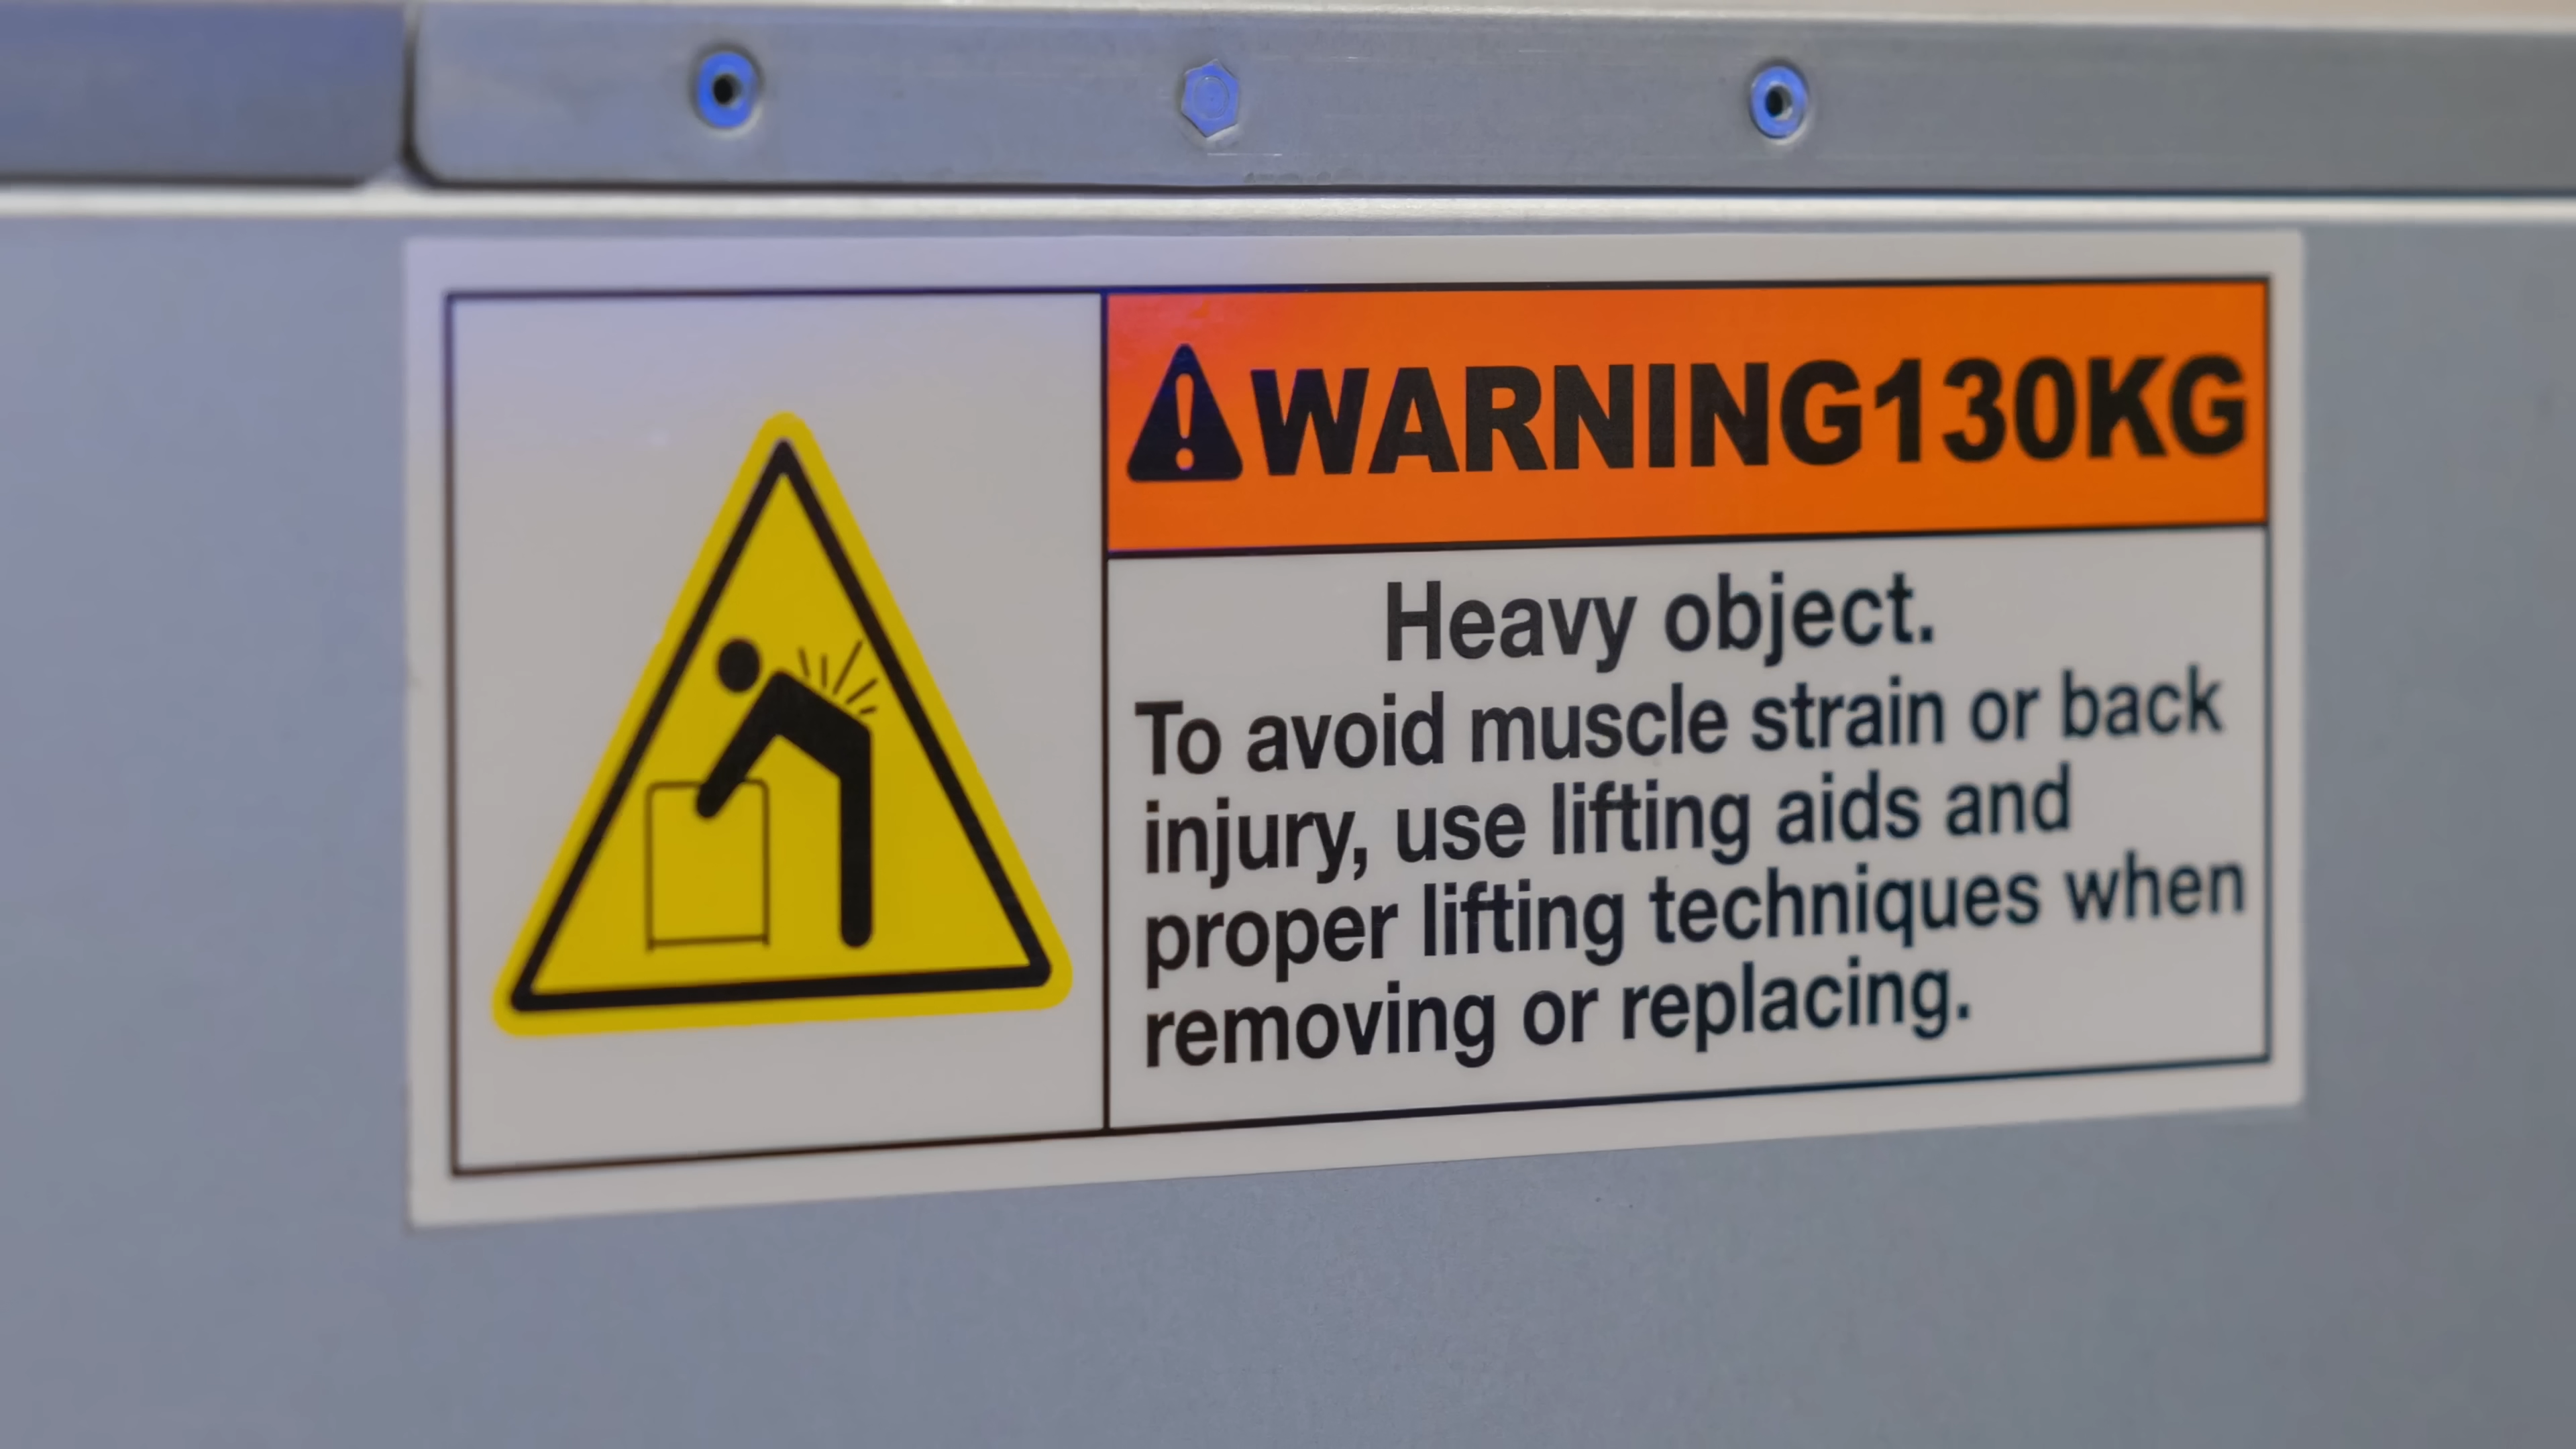 WARNING130KG
Heavy object.
To avoid muscle strain or back
injury, use lifting aids and
proper lifting techniques when
removing or replacing.